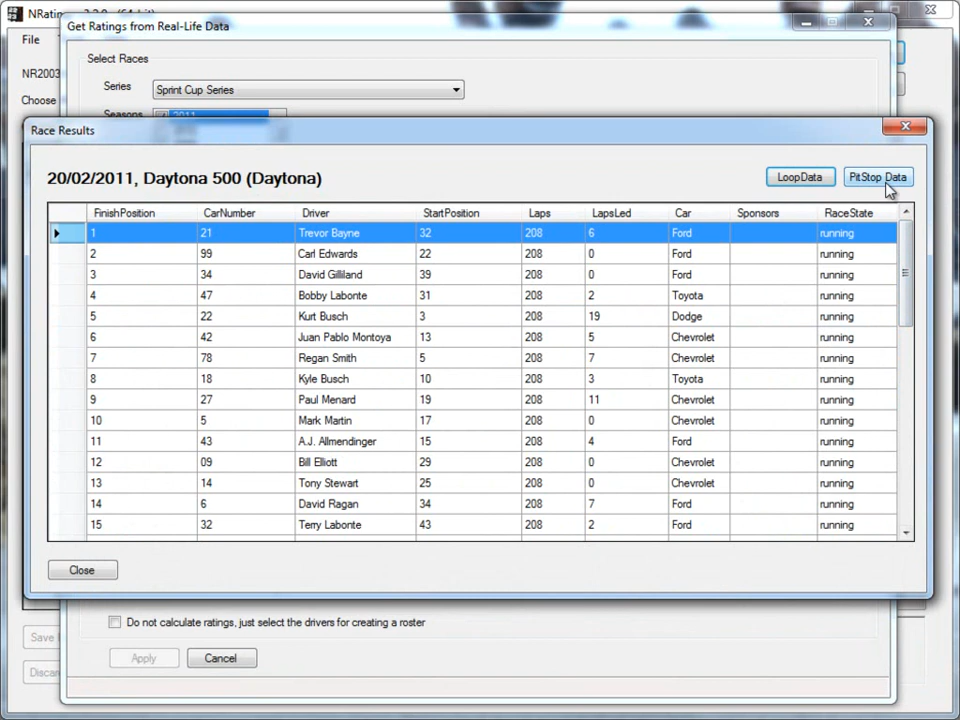 NRatin
Get Ratings from Real-Life Data
File
Select Races
NR2003
Series Sprint Cup Series
Choose
Seasons 2011
Race Results
20/02/2011, Daytona 500 (Daytona) LoopData PitStop Data
FinishPosition CarNumber Driver StartPosition Laps LapsLed Car Sponsors RaceState
1 21 Trevor Bayne 32 208 6 Ford running
2 99 Carl Edwards 22 208 0 Ford running
3 34 David Gilliland 39 208 0 Ford running
4 47 Bobby Labonte 31 208 2 Toyota running
5 22 Kurt Busch 3 208 19 Dodge running
6 42 Juan Pablo Montoya 13 208 5 Chevrolet running
7 78 Regan Smith 5 208 7 Chevrolet running
8 18 Kyle Busch 10 208 3 Toyota running
9 27 Paul Menard 19 208 11 Chevrolet running
10 5 Mark Martin 17 208 0 Chevrolet running
11 43 A.J. Allmendinger 15 208 4 Ford running
12 09 Bill Elliott 29 208 0 Chevrolet running
13 14 Tony Stewart 25 208 0 Chevrolet running
14 6 David Ragan 34 208 7 Ford running
15 32 Terry Labonte 43 208 2 Ford running
Close
Do not calculate ratings, just select the drivers for creating a roster
Save
Apply Cancel
Discar